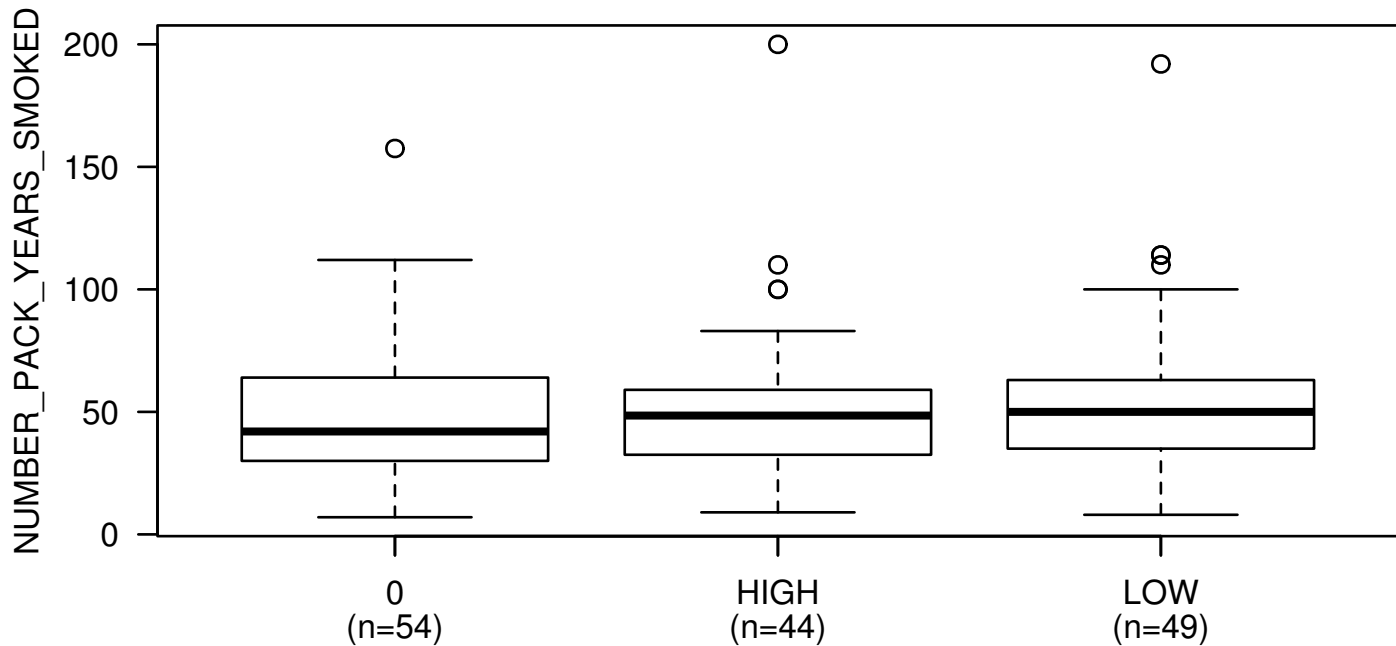 NUMBER_PACK_YEARS_SMOKED
200
150
100
50
0
0 HIGH LOW
(n=54) (n=44) (n=49)